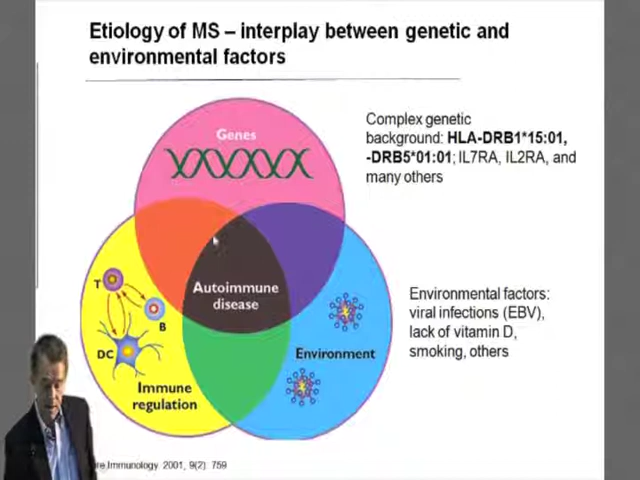 Etiology of MS – interplay between genetic and
environmental factors
Genes
Complex genetic
background: HLA-DRB1*15:01,
-DRB5*01:01; IL7RA, IL2RA, and
many others
T
B
DC
Autoimmune
disease
Immune
regulation
Environment
Environmental factors:
viral infections (EBV),
lack of vitamin D,
smoking, others
Immunology 2001, 9(2) 759